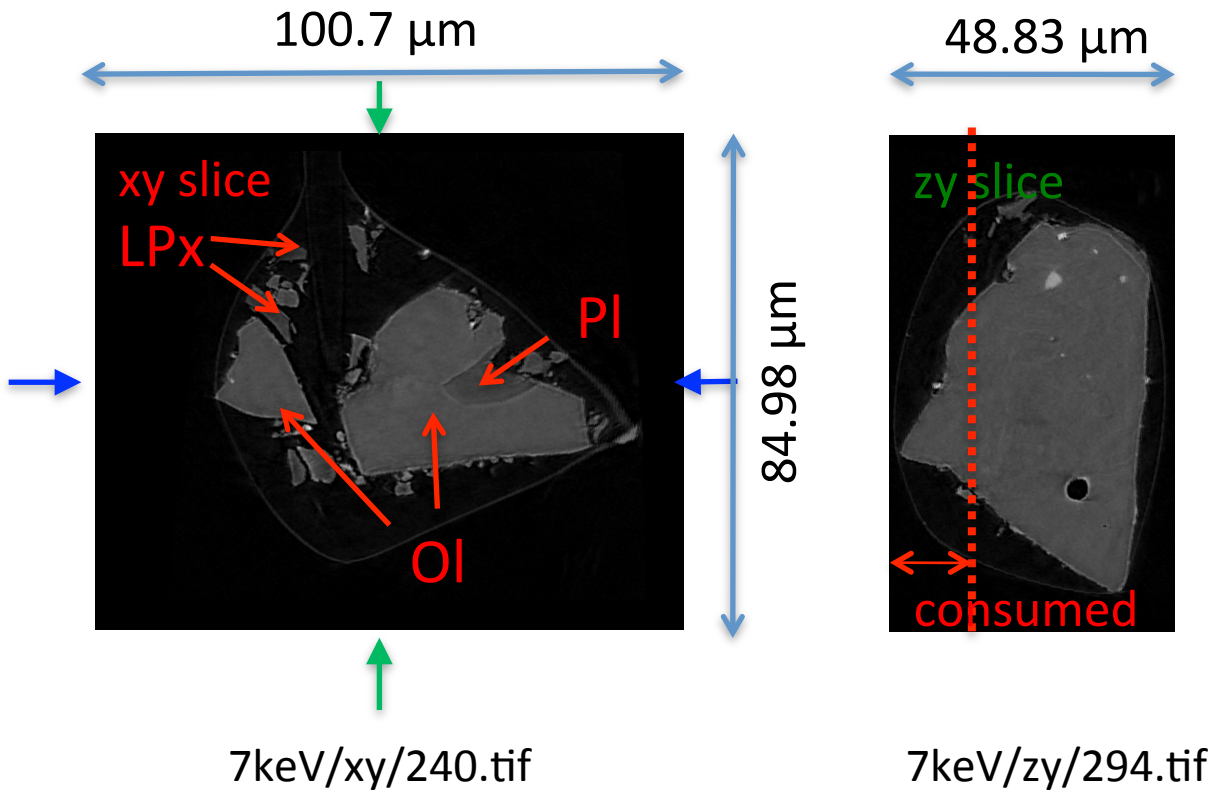 100.7 µm
48.83 µm
xy slice
zy slice
LPx
Pl
84.98 µm
Ol
consumed
7keV/xy/240.tif
7keV/zy/294.tif